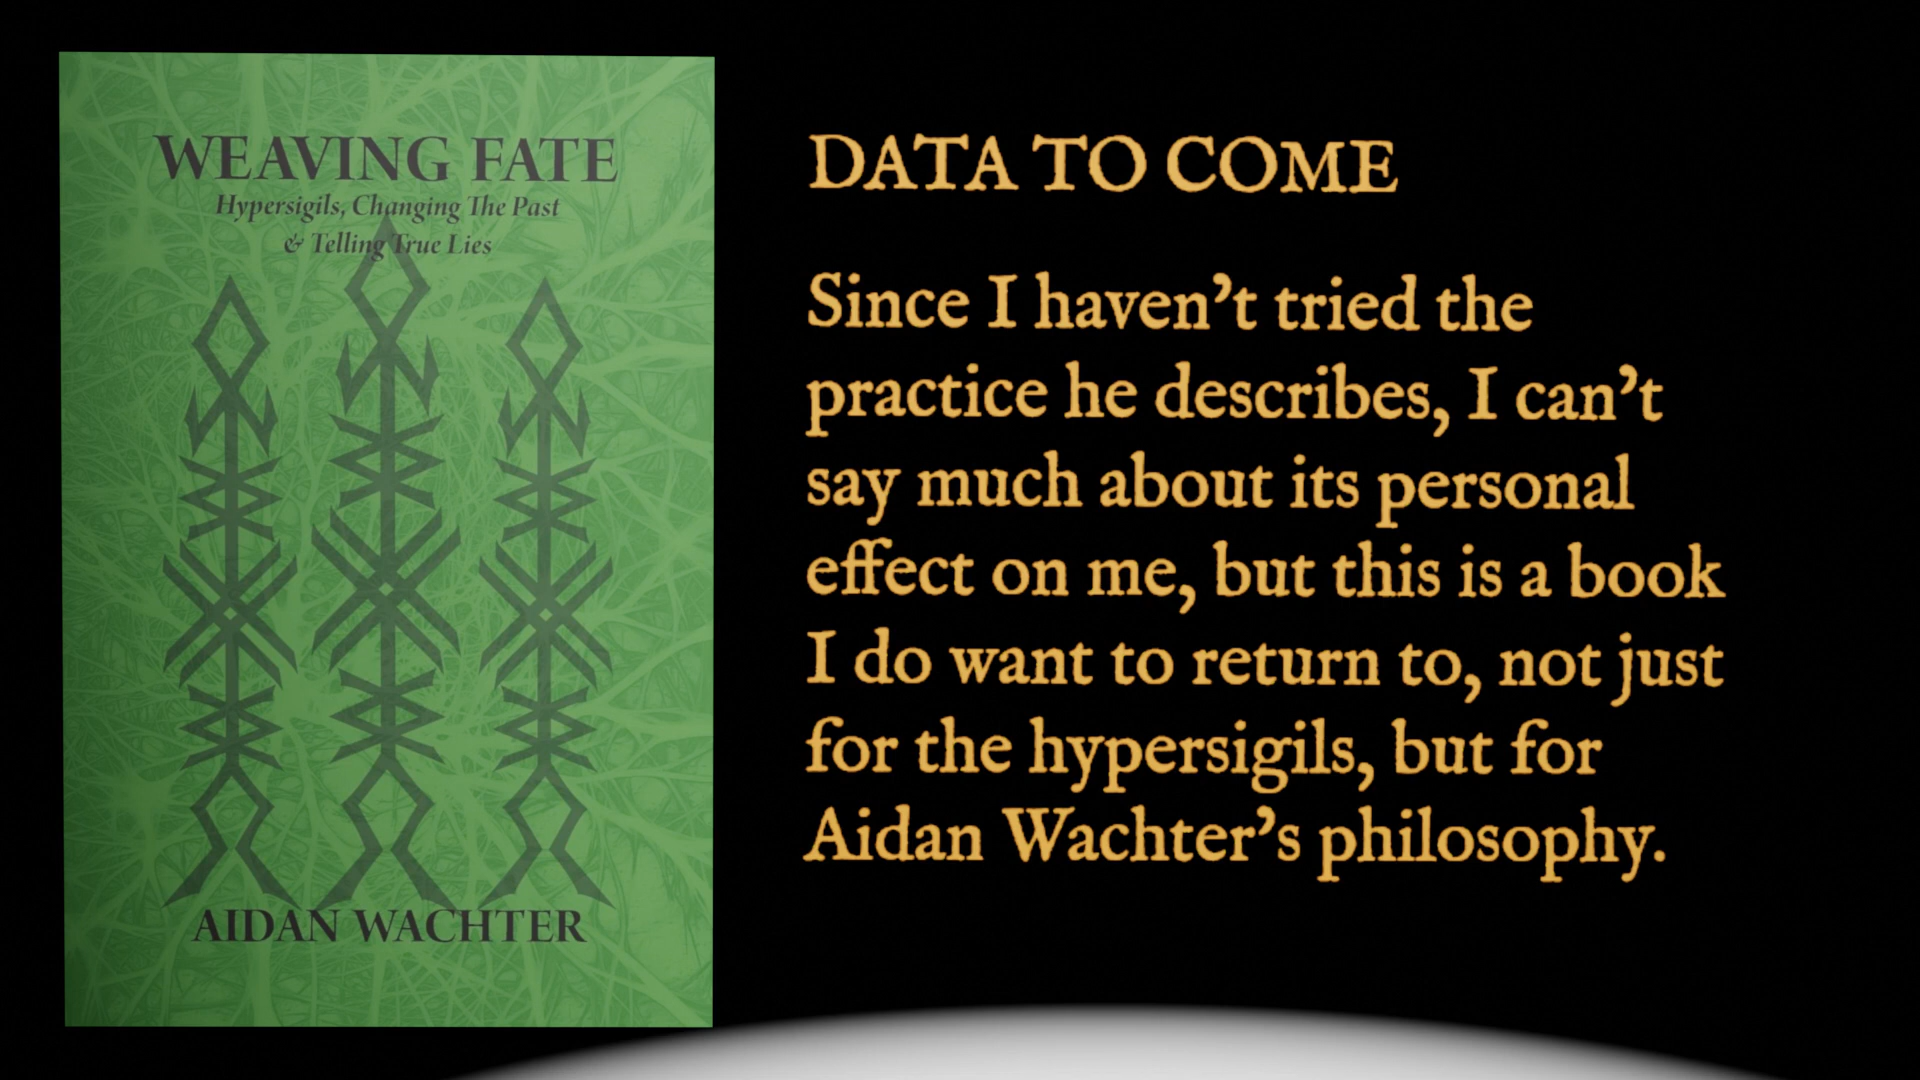 WEAVING FATE
Hypersigils, Changing The Past
& Telling True Lies
AIDAN WACHTER
DATA TO COME
Since I haven’t tried the
practice he describes, I can’t
say much about its personal
effect on me, but this is a book
I do want to return to, not just
for the hypersigils, but for
Aidan Wachter’s philosophy.